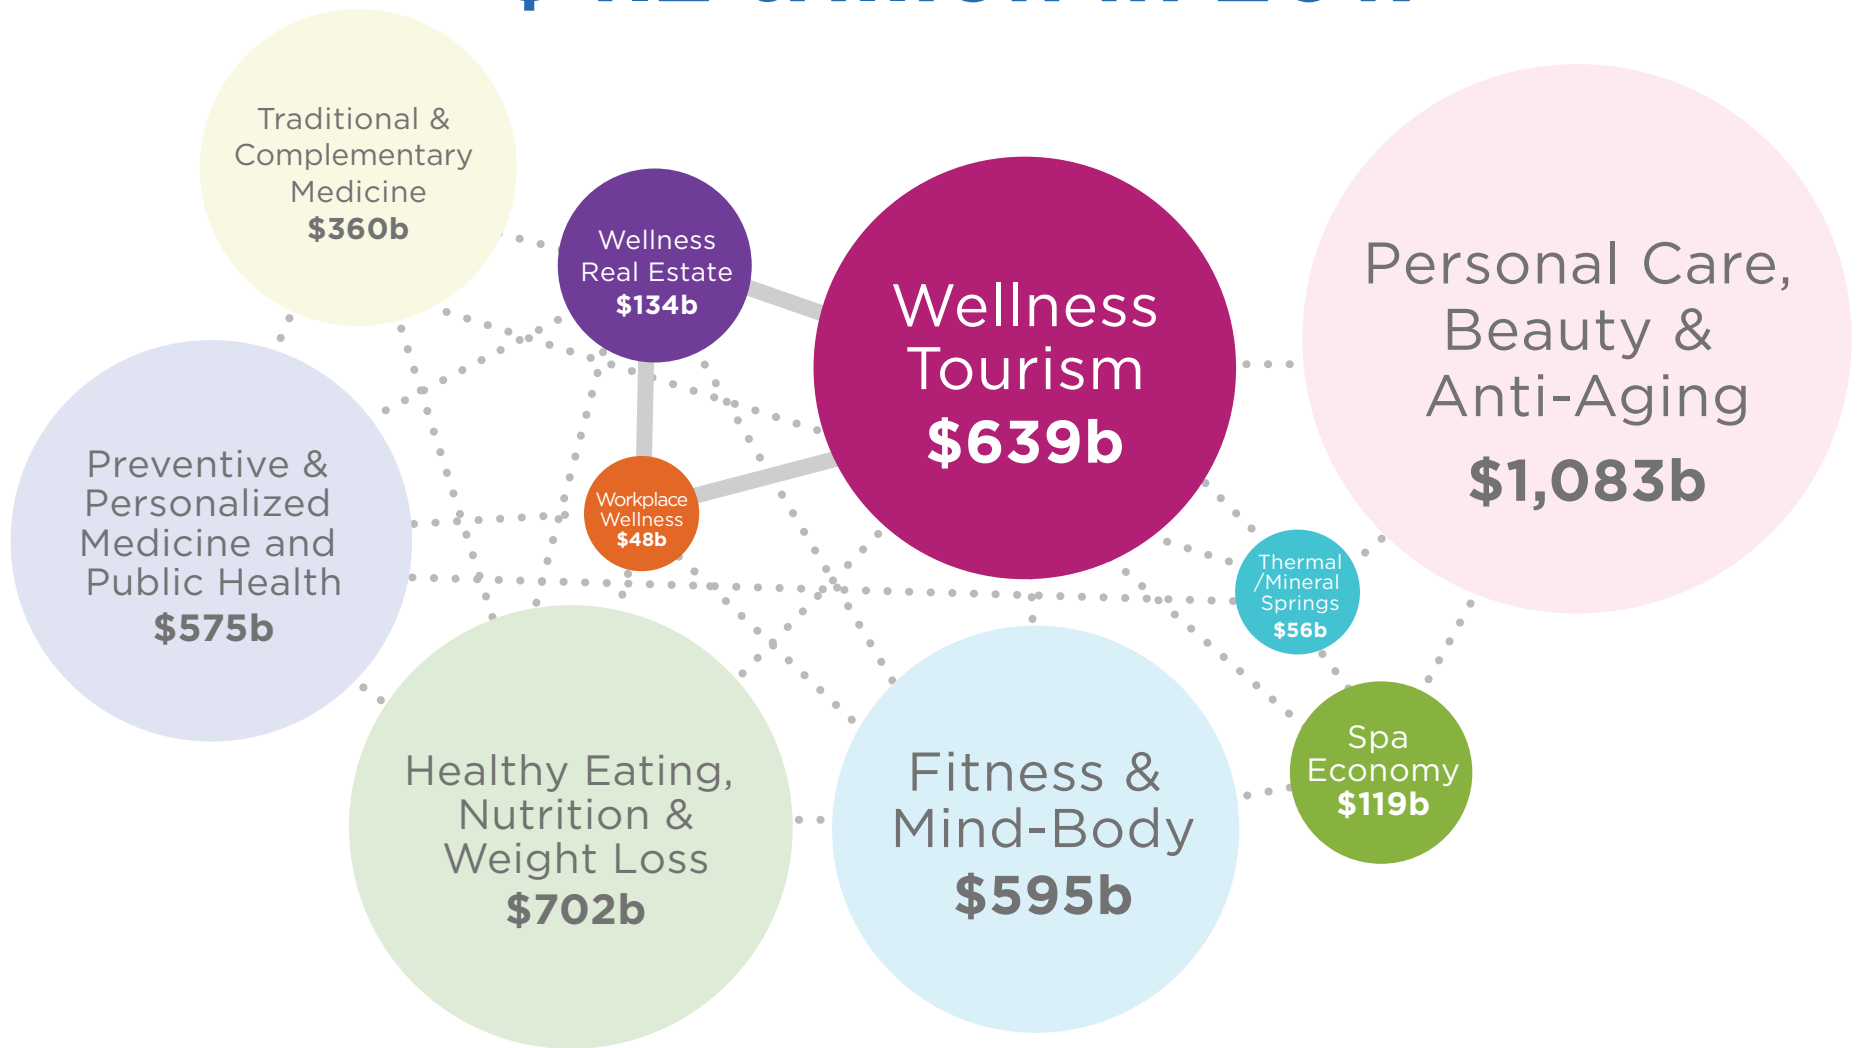 Traditional &
Complementary
Medicine
$360b
Wellness
Real Estate
$134b
Wellness
Tourism
$639b
Personal Care,
Beauty &
Anti-Aging
$1,083b
Preventive &
Personalized
Medicine and
Public Health
$575b
Workplace
Wellness
$48b
Thermal
/Mineral
Springs
$56b
Healthy Eating,
Nutrition &
Weight Loss
$702b
Fitness &
Mind-Body
$595b
Spa
Economy
$119b